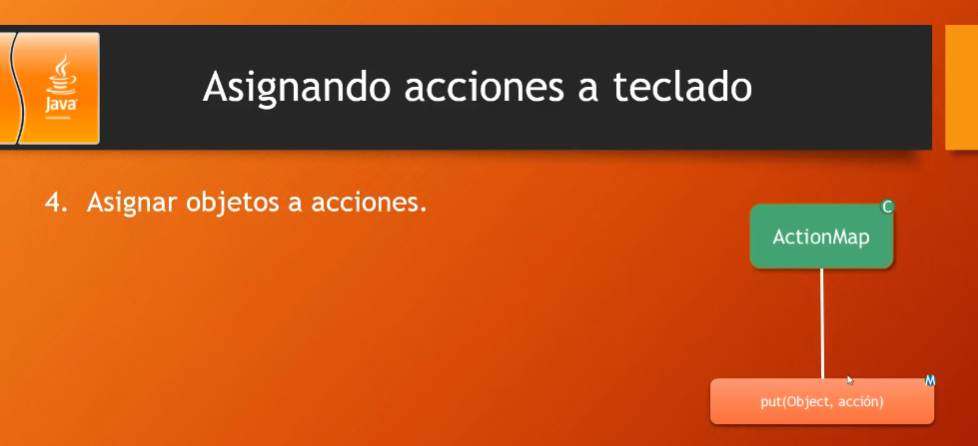 Java
Asignando acciones a teclado
4. Asignar objetos a acciones.
C
ActionMap
M
put(Object, acción)